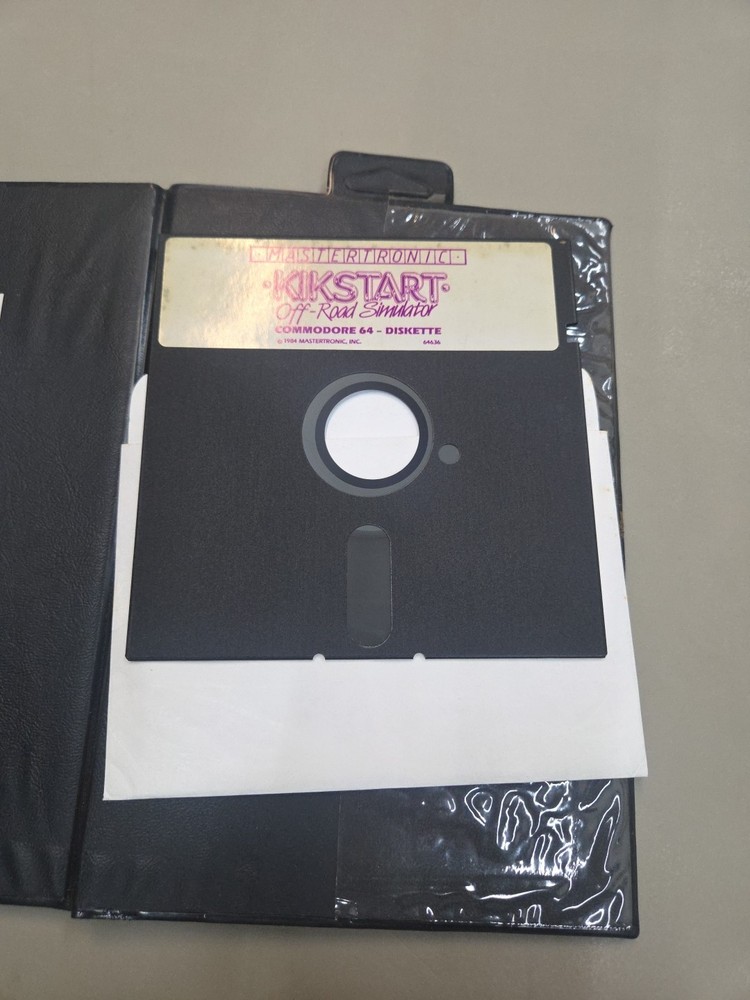 MASTERTRONIC
KIKSTART
Off-Road Simulator
COMMODORE 64 - DISKETTE
© 1984 MASTERTRONIC, INC. 64636